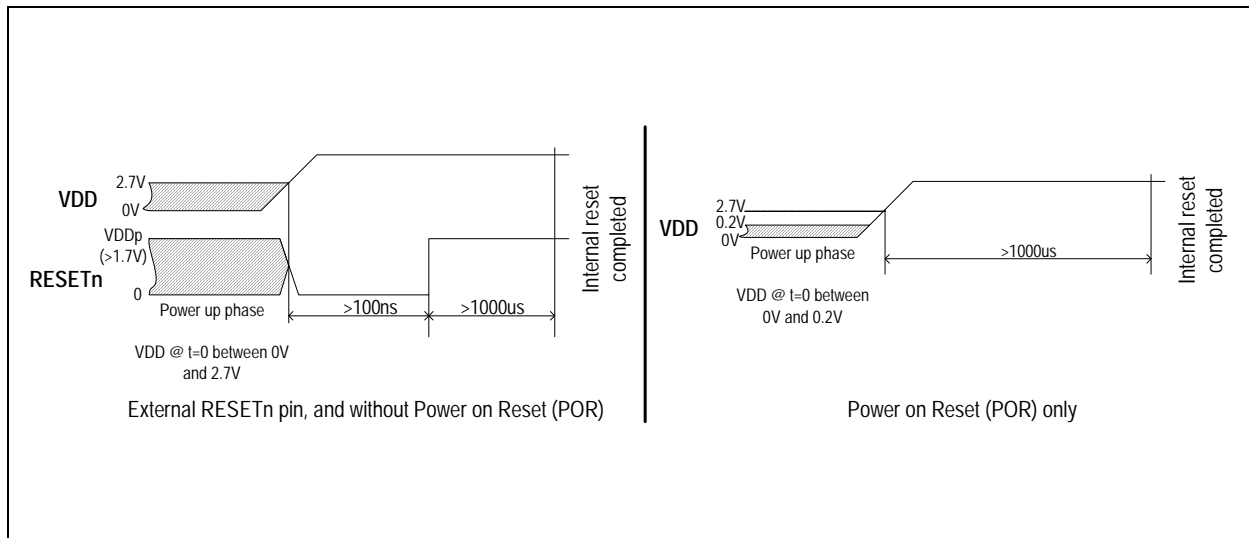 VDD
2.7V
0V
VDDp
(>1.7V)
RESETn
0
Power up phase
>100ns
>1000us
Internal reset
completed
VDD @ t=0 between 0V
and 2.7V
External RESETn pin, and without Power on Reset (POR)
VDD
2.7V
0.2V
0V
Power up phase
>1000us
Internal reset
completed
VDD @ t=0 between
0V and 0.2V
Power on Reset (POR) only